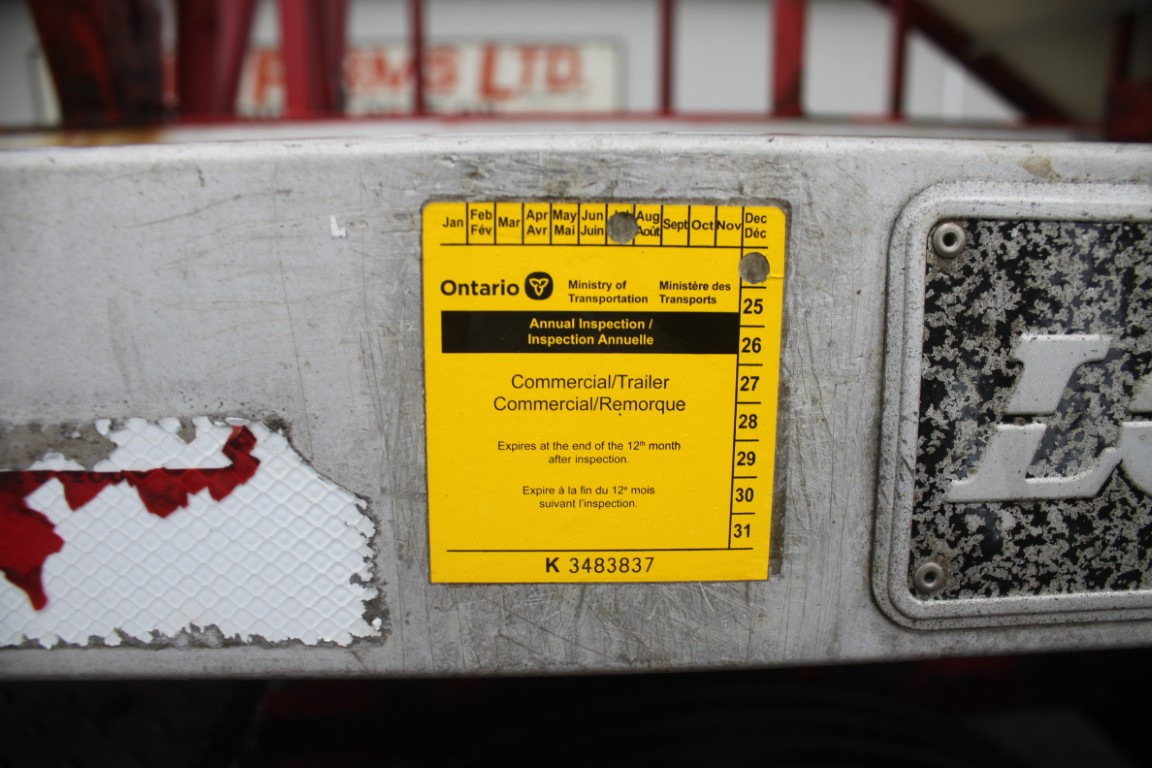 LTD.
Jan Feb Fév Mar Apr Avr May Mai Jun Juin Aug Août Sept Oct Nov Dec Déc
Ontario
Ministry of Transportation
Ministère des Transports
Annual Inspection /
Inspection Annuelle
Commercial/Trailer
Commercial/Remorque
Expires at the end of the 12th month
after inspection.
Expire à la fin du 12e mois
suivant l'inspection.
25
26
27
28
29
30
31
K 3483837